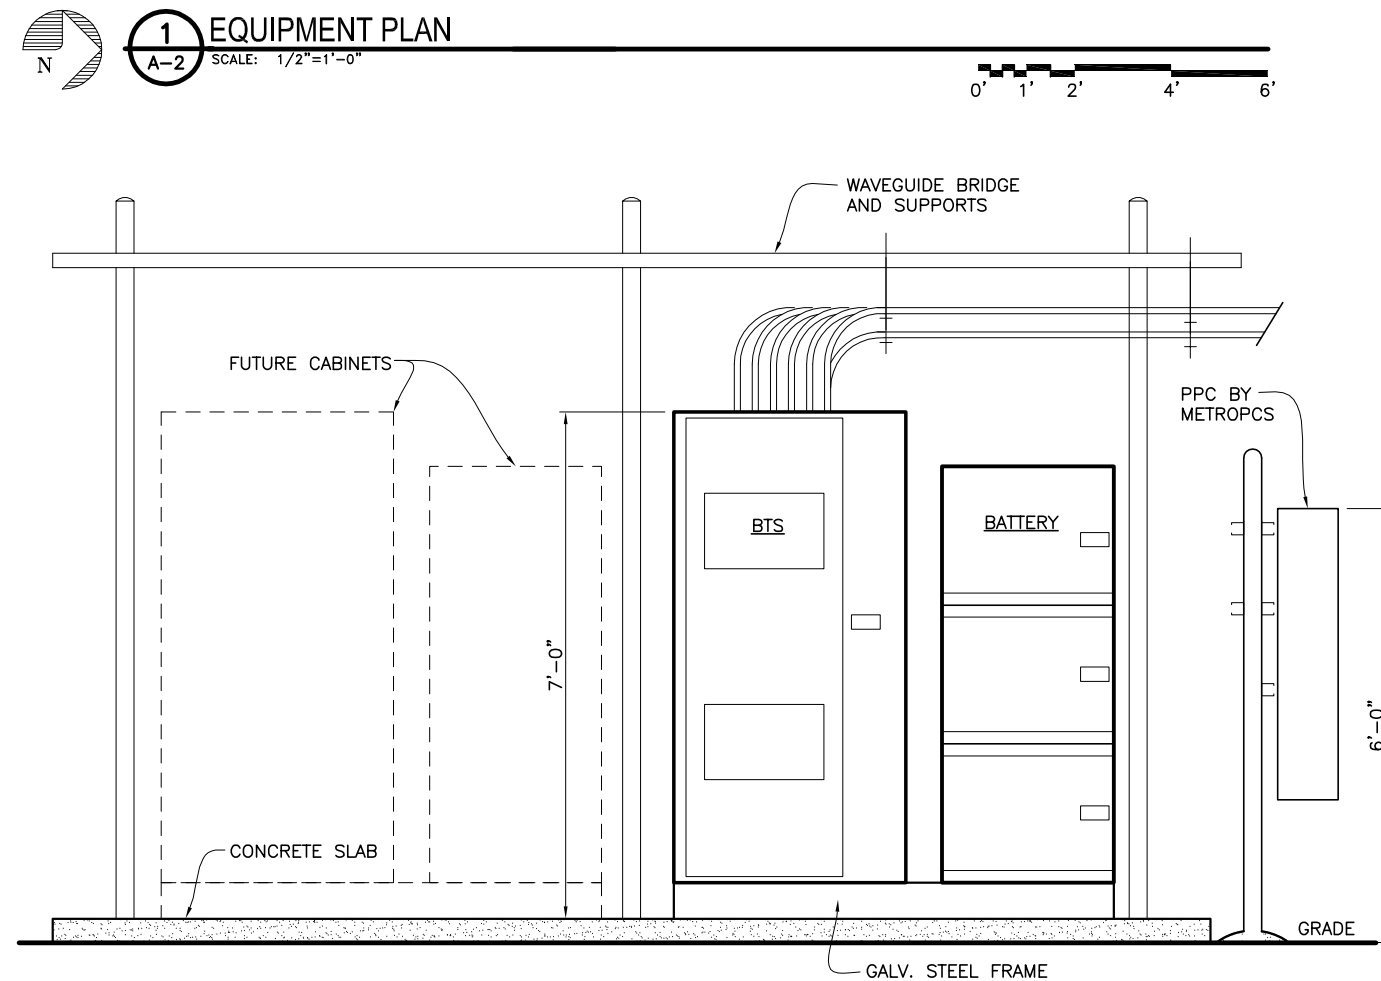 1
EQUIPMENT PLAN
A-2
SCALE: 1/2"=1'-0"
N
0' 1' 2' 4' 6'
WAVEGUIDE BRIDGE
AND SUPPORTS
FUTURE CABINETS
PPC BY
METROPCS
BTS
BATTERY
7'-0"
6'-0"
CONCRETE SLAB
GRADE
GALV. STEEL FRAME